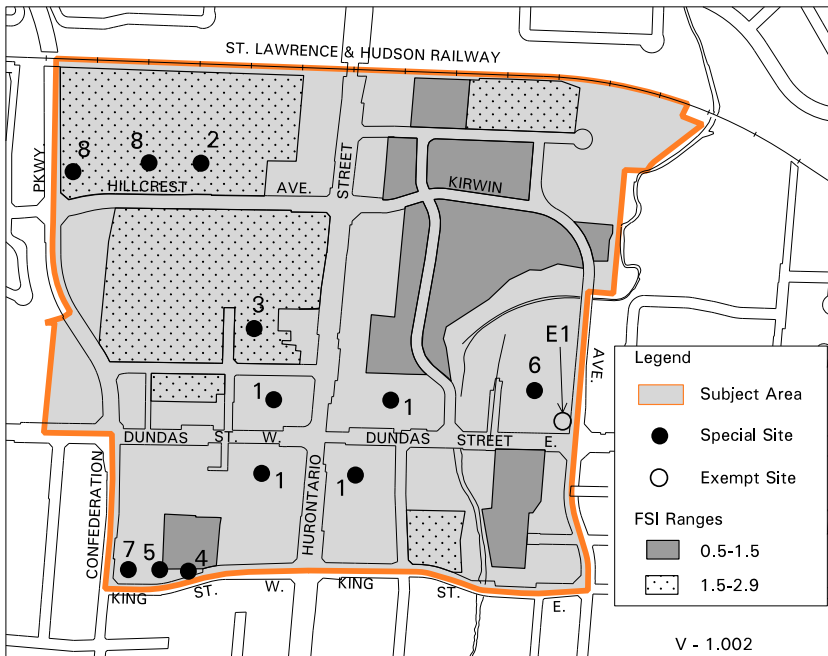 ST. LAWRENCE & HUDSON RAILWAY
PKWY.
8
8
2
STREET
HILLCREST AVE.
KIRWIN
3
E1
6
AVE.
1
1
DUNDAS ST. W.
DUNDAS STREET E.
CONFEDERATION
HURONTARIO
1
1
7
5
4
KING ST. W.
KING ST. E.
Legend
Subject Area
Special Site
Exempt Site
FSI Ranges
0.5-1.5
1.5-2.9
V - 1.002